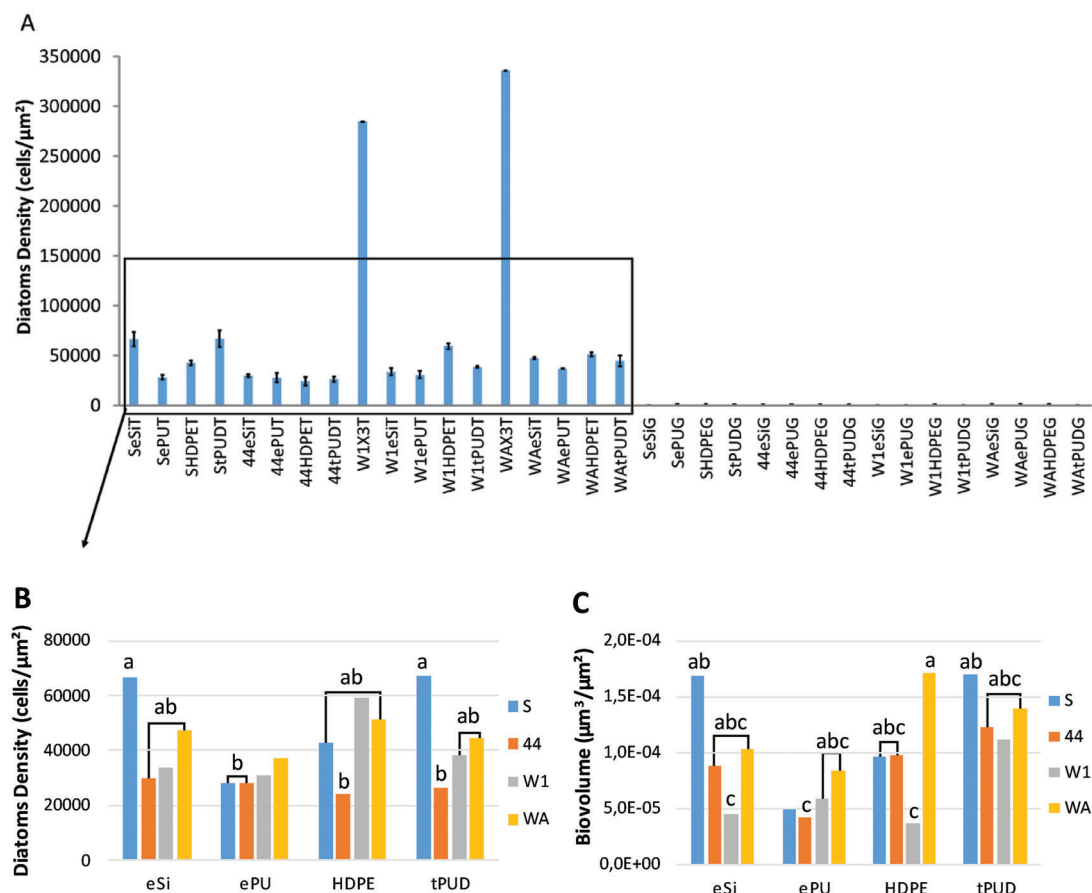 A
Diatoms Density (cells/µm²)
350000
300000
250000
200000
150000
100000
50000
0
SeSiT
SePUT
SHDPET
StPUDT
44eSiT
44ePUT
44HDPET
44tPUDT
W1X3T
W1eSiT
W1ePUT
W1HDPET
W1tPUDT
WAX3T
WAeSiT
WAePUT
WAHDPET
WAtPUDT
SeSiG
SePUG
SHDPEG
StPUDG
44eSiG
44ePUG
44HDPEG
44tPUDG
W1eSiG
W1ePUG
W1HDPEG
W1tPUDG
WAeSiG
WAePUG
WAHDPEG
WAtPUDG
B
Diatoms Density (cells/µm²)
80000
60000
40000
20000
0
a
ab
b
ab
b
a
b
ab
eSi
ePU
HDPE
tPUD
S
44
W1
WA
C
Biovolume (µm³/µm²)
2,0E-04
1,5E-04
1,0E-04
5,0E-05
0,0E+00
ab
abc
c
c
abc
abc
c
a
ab
abc
eSi
ePU
HDPE
tPUD
S
44
W1
WA